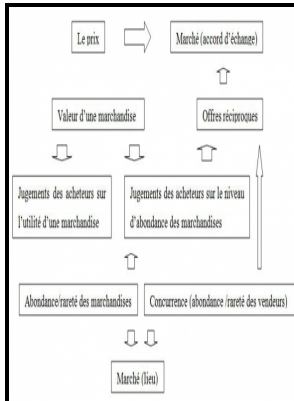 Le prix
Marché (accord d'échange)
Valeur d'une marchandise
Offres réciproques
Jugements des acheteurs sur
l'utilité d'une marchandise
Jugements des acheteurs sur le niveau
d'abondance des marchandises
Abondance/rareté des marchandises
Concurrence (abondance /rareté des vendeurs)
Marché (lieu)